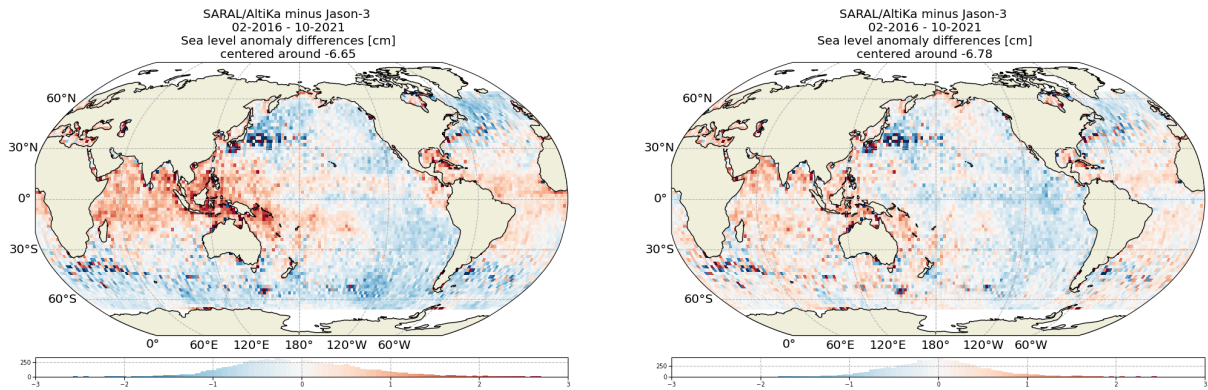 SARAL/AltiKa minus Jason-3
02-2016 - 10-2021
Sea level anomaly differences [cm]
centered around -6.65
60°N
30°N
0°
30°S
60°S
0° 60°E 120°E 180° 120°W 60°W
250
0
−3 −2 −1 0 1 2 3
SARAL/AltiKa minus Jason-3
02-2016 - 10-2021
Sea level anomaly differences [cm]
centered around -6.78
60°N
30°N
0°
30°S
60°S
0° 60°E 120°E 180° 120°W 60°W
250
0
−3 −2 −1 0 1 2 3